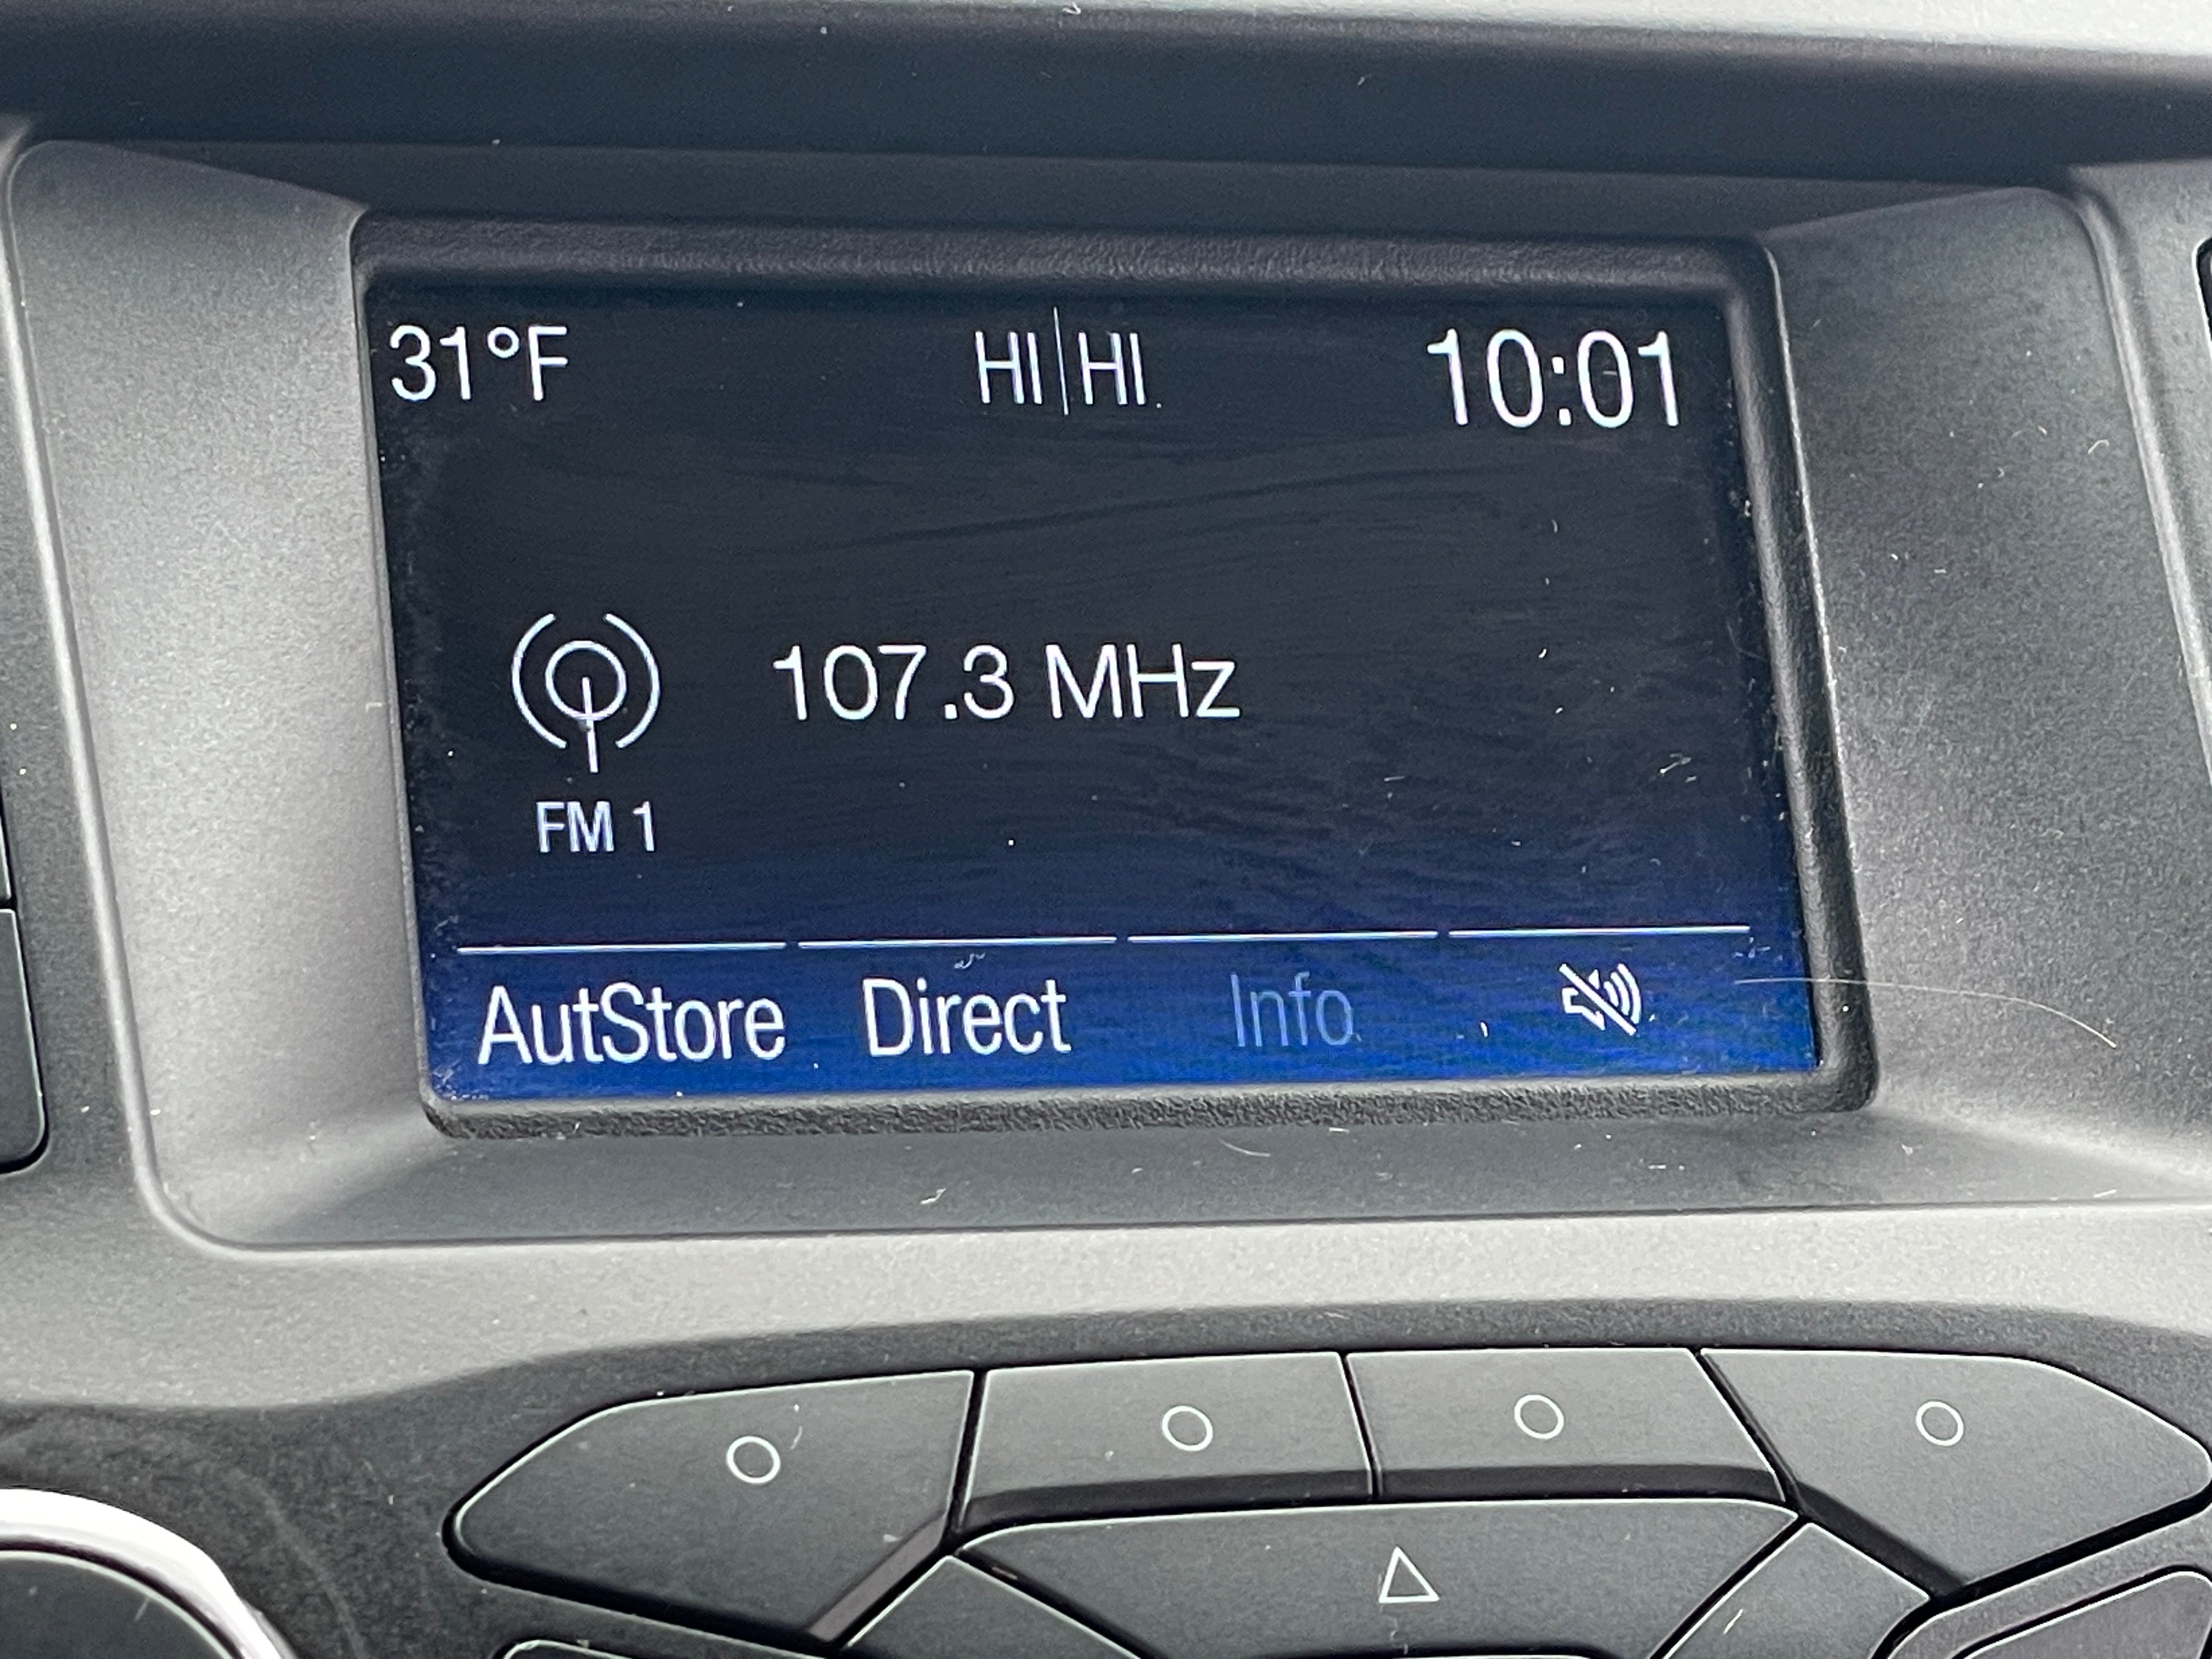 31°F HI|HI 10:01
107.3 MHz
FM 1
AutStore Direct Info